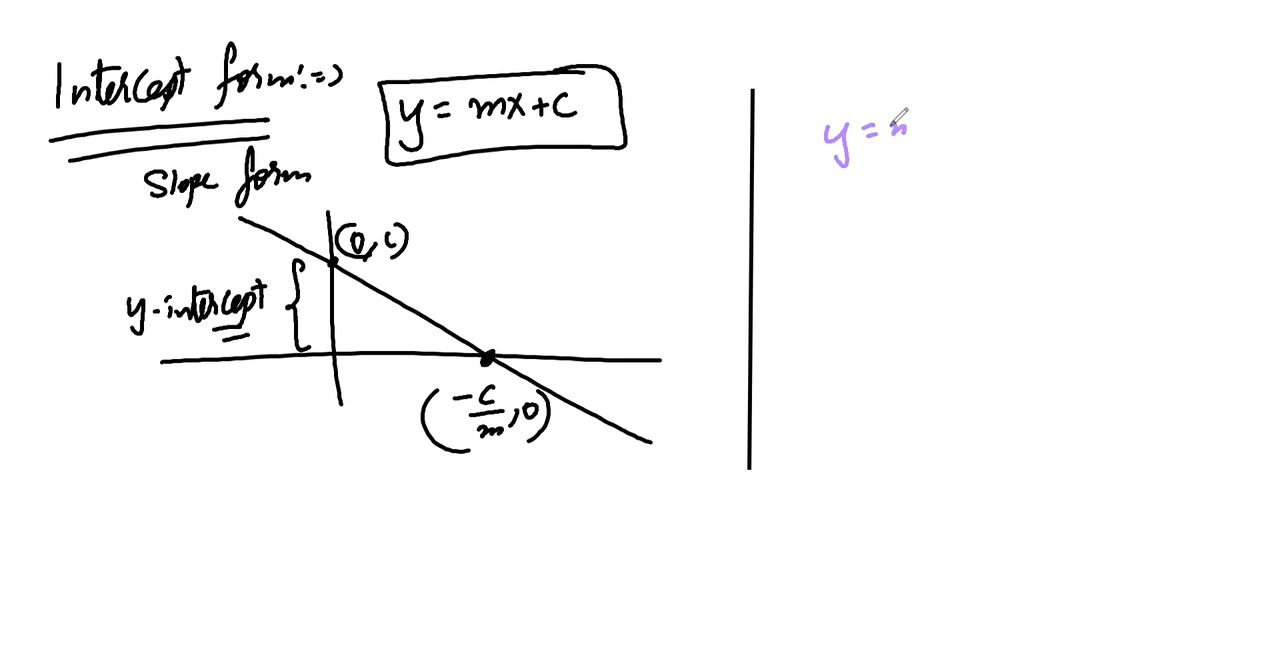 Intercept form:=>
y = mx+c
Slope form
(0, c)
y-intercept {
(-c/m, 0)
y =